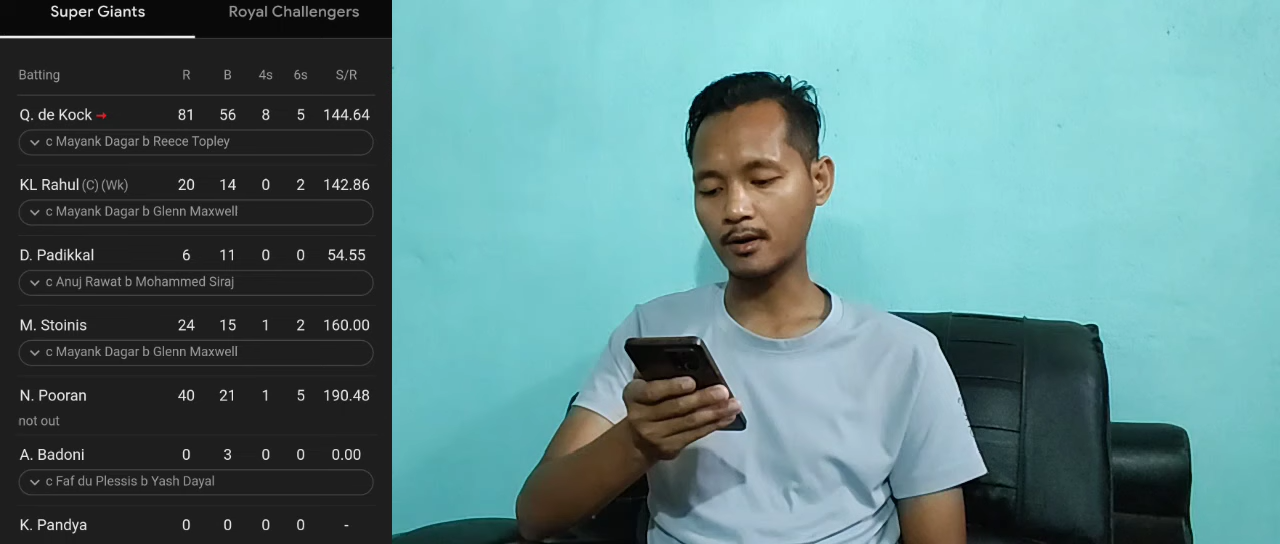 Super Giants Royal Challengers
Batting R B 4s 6s S/R
Q. de Kock → 81 56 8 5 144.64
c Mayank Dagar b Reece Topley
KL Rahul (C) (Wk) 20 14 0 2 142.86
c Mayank Dagar b Glenn Maxwell
D. Padikkal 6 11 0 0 54.55
c Anuj Rawat b Mohammed Siraj
M. Stoinis 24 15 1 2 160.00
c Mayank Dagar b Glenn Maxwell
N. Pooran 40 21 1 5 190.48
not out
A. Badoni 0 3 0 0 0.00
c Faf du Plessis b Yash Dayal
K. Pandya 0 0 0 0 -